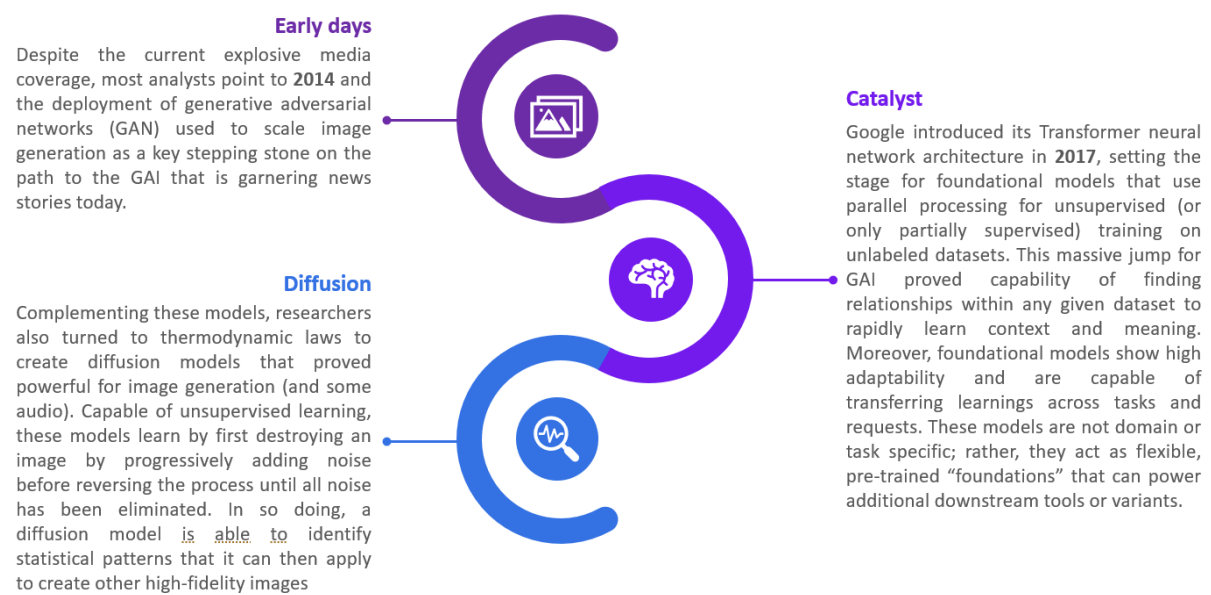 Early days
Despite the current explosive media
coverage, most analysts point to 2014 and
the deployment of generative adversarial
networks (GAN) used to scale image
generation as a key stepping stone on the
path to the GAI that is garnering news
stories today.
Catalyst
Google introduced its Transformer neural
network architecture in 2017, setting the
stage for foundational models that use
parallel processing for unsupervised (or
only partially supervised) training on
unlabeled datasets. This massive jump for
GAI proved capability of finding
relationships within any given dataset to
rapidly learn context and meaning.
Moreover, foundational models show high
adaptability and are capable of
transferring learnings across tasks and
requests. These models are not domain or
task specific; rather, they act as flexible,
pre-trained “foundations” that can power
additional downstream tools or variants.
Diffusion
Complementing these models, researchers
also turned to thermodynamic laws to
create diffusion models that proved
powerful for image generation (and some
audio). Capable of unsupervised learning,
these models learn by first destroying an
image by progressively adding noise
before reversing the process until all noise
has been eliminated. In so doing, a
diffusion model is able to identify
statistical patterns that it can then apply
to create other high-fidelity images